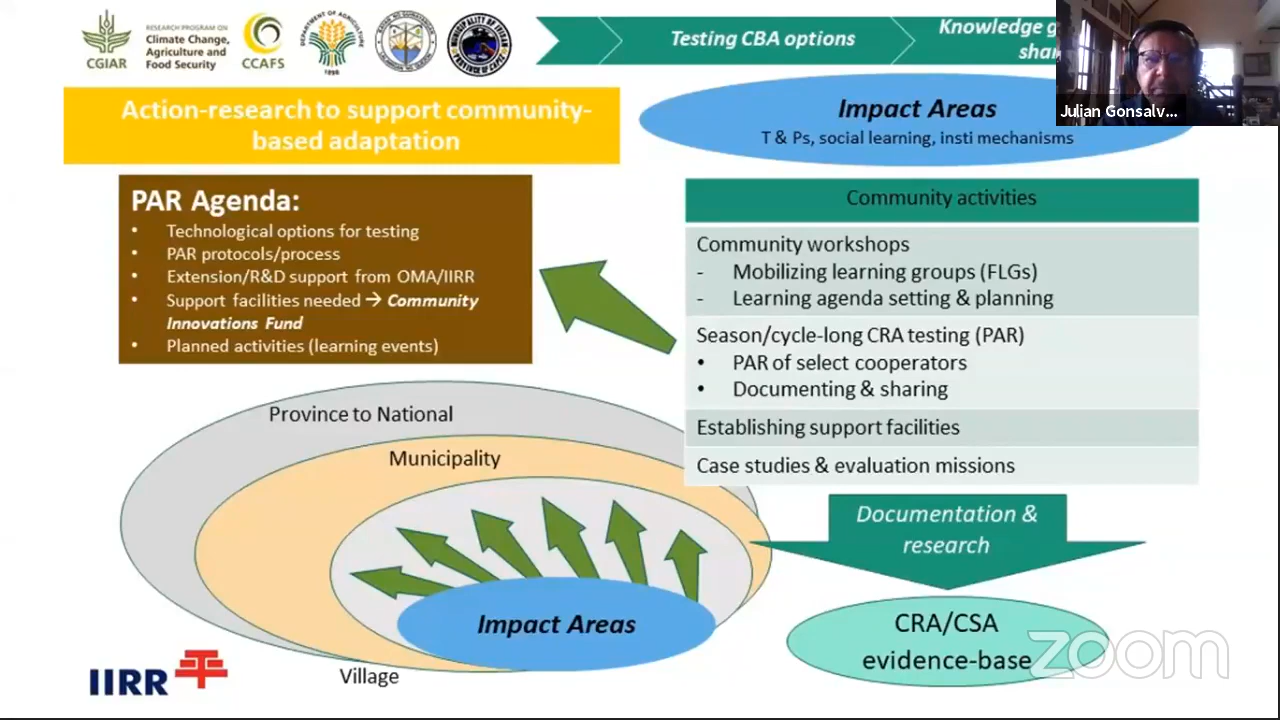 CGIAR
RESEARCH PROGRAM ON
Climate Change,
Agriculture and
Food Security
CCAFS
DEPARTMENT OF AGRICULTURE
1898
Testing CBA options
Knowledge
Julian Gonsalv...
Action-research to support community-
based adaptation
Impact Areas
T & Ps, social learning, insti mechanisms
PAR Agenda:
• Technological options for testing
• PAR protocols/process
• Extension/R&D support from OMA/IIRR
• Support facilities needed → Community
Innovations Fund
• Planned activities (learning events)
Community activities
Community workshops
- Mobilizing learning groups (FLGs)
- Learning agenda setting & planning
Season/cycle-long CRA testing (PAR)
• PAR of select cooperators
• Documenting & sharing
Establishing support facilities
Case studies & evaluation missions
Province to National
Municipality
Impact Areas
Village
Documentation &
research
CRA/CSA
evidence-base
zoom
IIRR